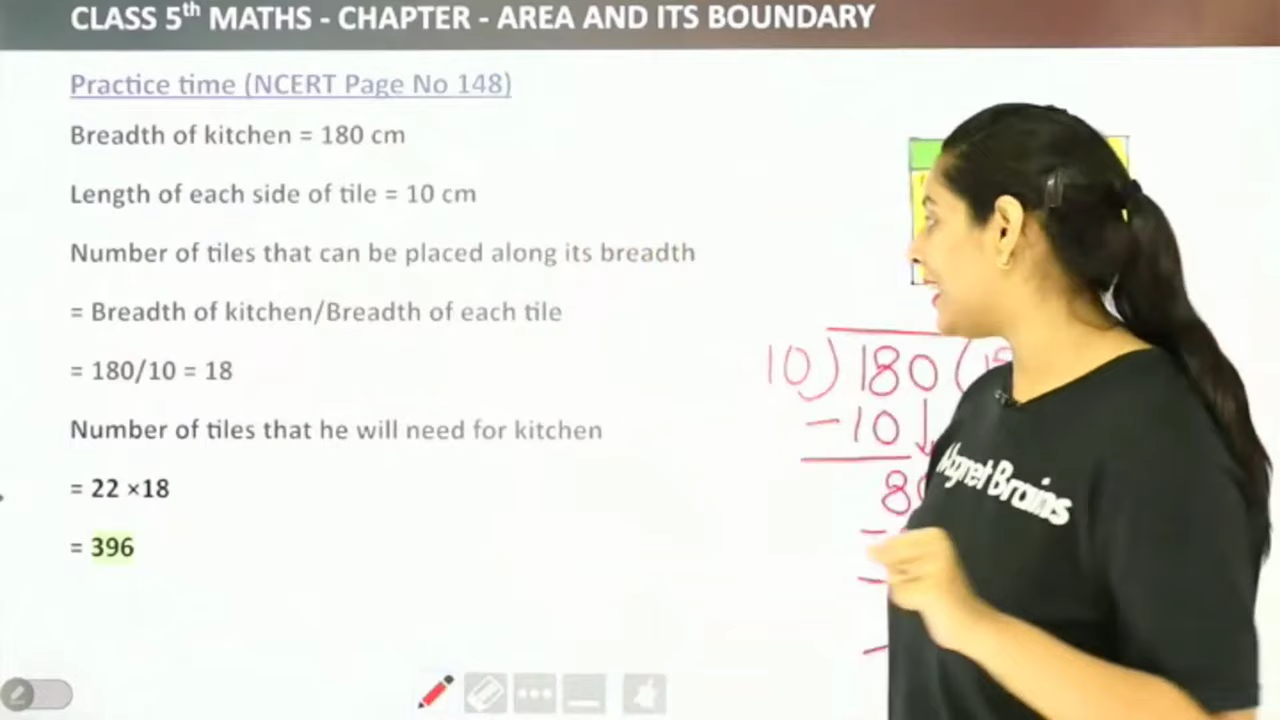 CLASS 5th MATHS - CHAPTER - AREA AND ITS BOUNDARY
Practice time (NCERT Page No 148)
Breadth of kitchen = 180 cm
Length of each side of tile = 10 cm
Number of tiles that can be placed along its breadth
= Breadth of kitchen/Breadth of each tile
= 180/10 = 18
Number of tiles that he will need for kitchen
= 22 ×18
= 396
10) 180 (
-10↓
8
Magnet Brains